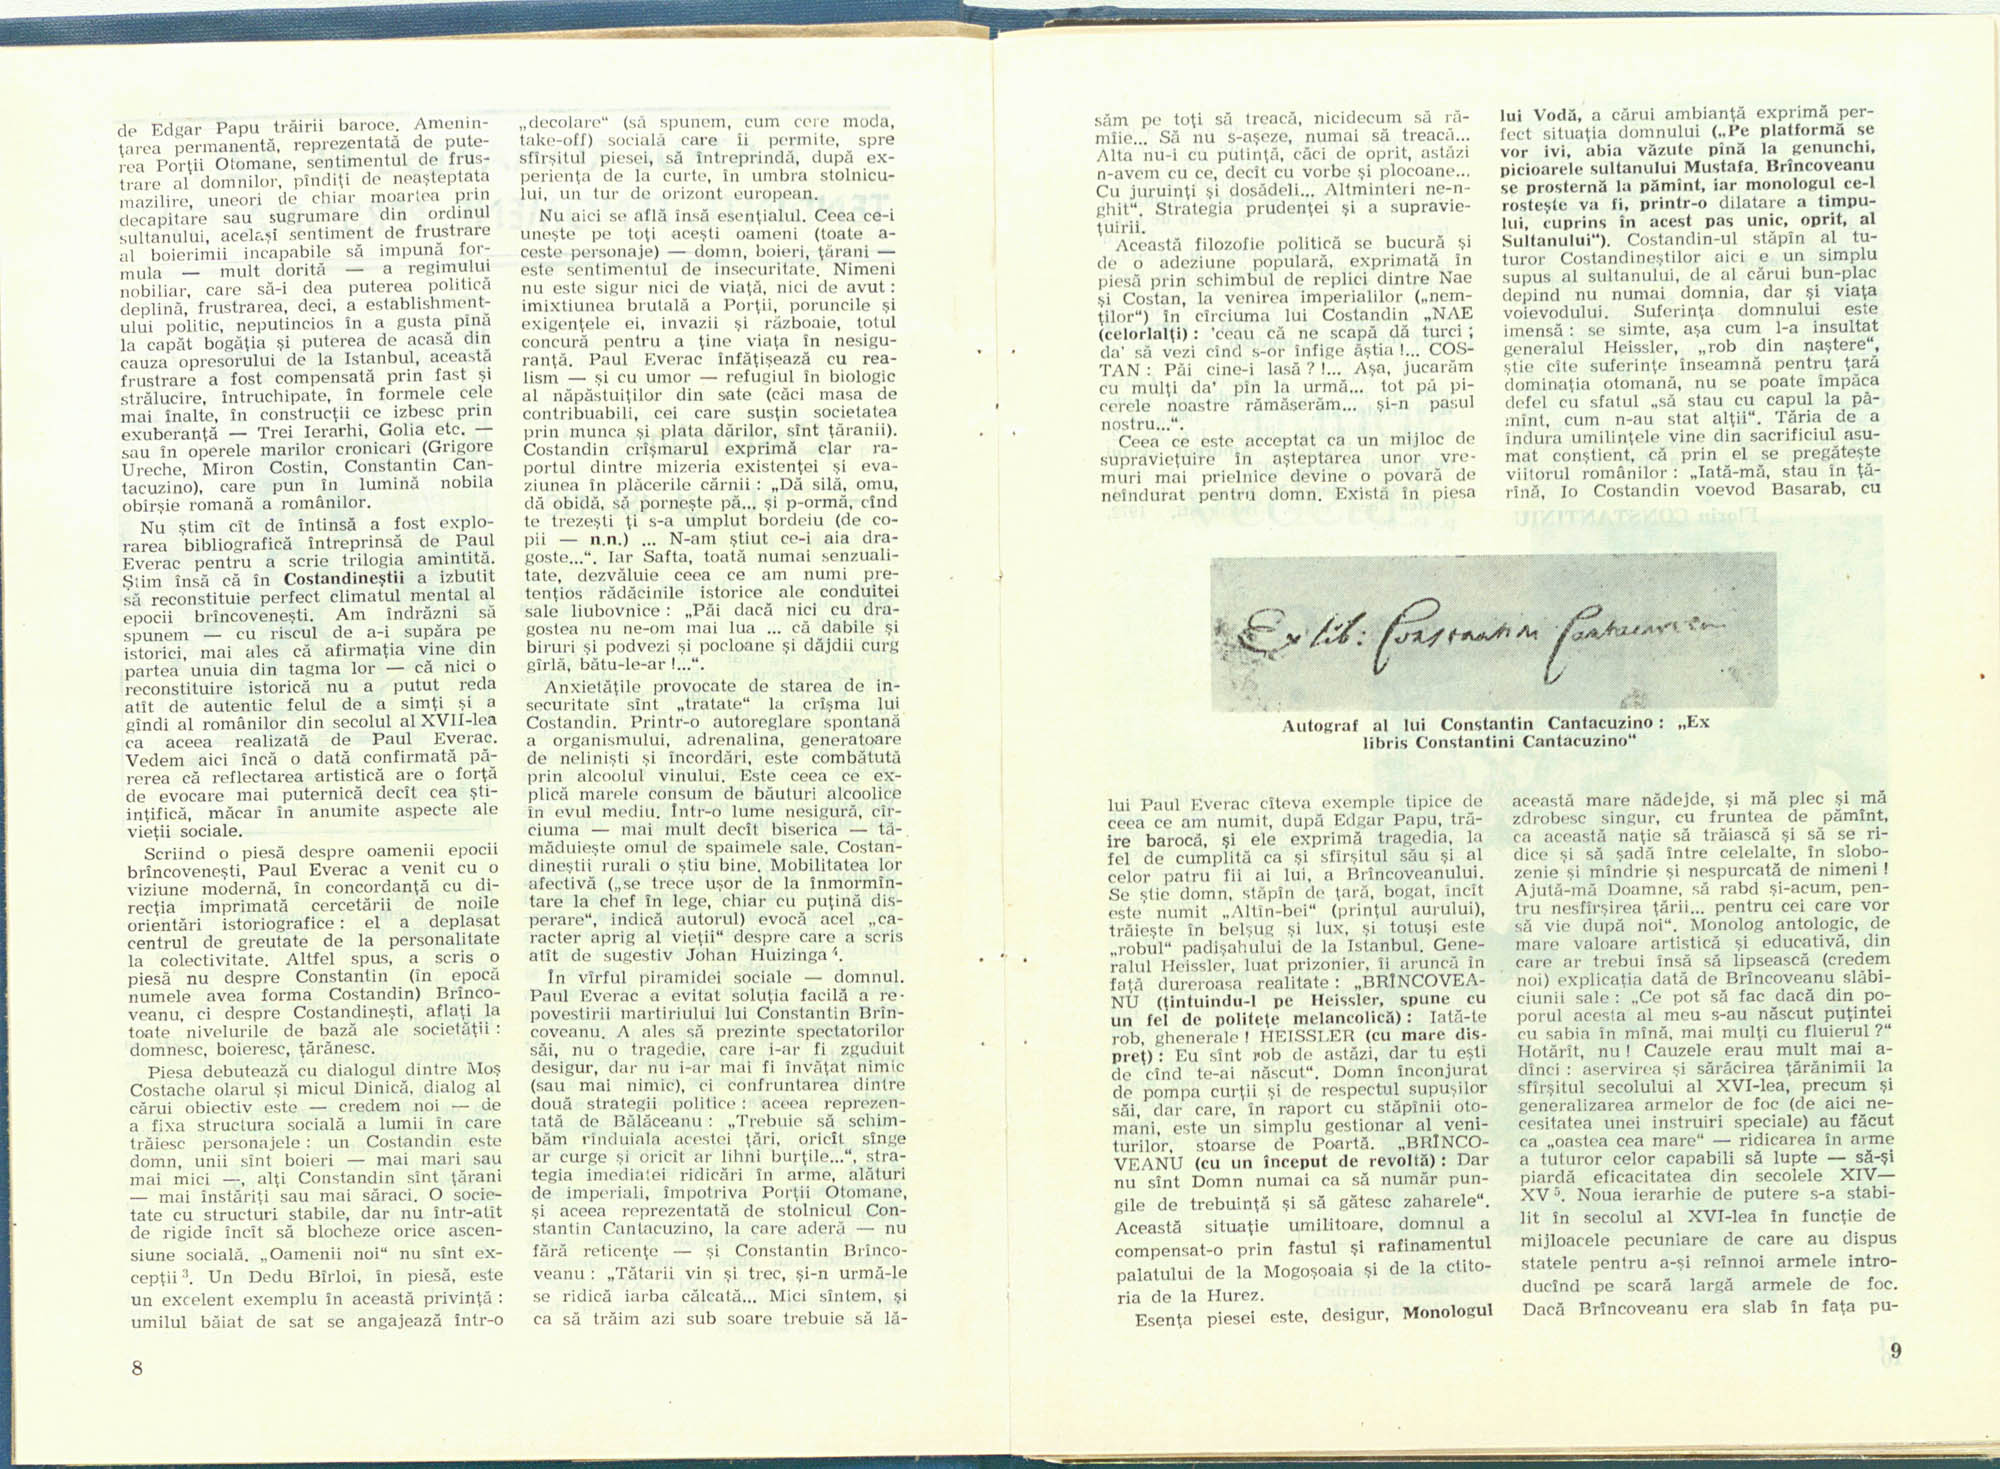 de Edgar Papu trăirii baroce. Amenin-
țarea permanentă, reprezentată de pute-
rea Porții Otomane, sentimentul de frus-
trare al domnilor, pîndiți de neașteptata
mazilire, uneori de chiar moartea prin
decapitare sau sugrumare din ordinul
sultanului, același sentiment de frustrare
al boierimii incapabile să impună for-
mula — mult dorită — a regimului
nobiliar, care să-i dea puterea politică
deplină, frustrarea, deci, a establishment-
ului politic, neputincios în a gusta pînă
la capăt bogăția și puterea de acasă din
cauza opresorului de la Istanbul, această
frustrare a fost compensată prin fast și
strălucire, întruchipate, în formele cele
mai înalte, în construcții ce izbesc prin
exuberanță — Trei Ierarhi, Golia etc. —
sau în operele marilor cronicari (Grigore
Ureche, Miron Costin, Constantin Can-
tacuzino), care pun în lumină nobila
obîrșie romană a românilor.
Nu știm cît de întinsă a fost explo-
rarea bibliografică întreprinsă de Paul
Everac pentru a scrie trilogia amintită.
Știm însă că în Costandineștii a izbutit
să reconstituie perfect climatul mental al
epocii brîncovenești. Am îndrăzni să
spunem — cu riscul de a-i supăra pe
istorici, mai ales că afirmația vine din
partea unuia din tagma lor — că nici o
reconstituire istorică nu a putut reda
atît de autentic felul de a simți și a
gîndi al românilor din secolul al XVII-lea
ca aceea realizată de Paul Everac.
Vedem aici încă o dată confirmată pă-
rerea că reflectarea artistică are o forță
de evocare mai puternică decît cea ști-
ințifică, măcar în anumite aspecte ale
vieții sociale.
Scriind o piesă despre oamenii epocii
brîncovenești, Paul Everac a venit cu o
viziune modernă, în concordanță cu di-
recția imprimată cercetării de noile
orientări istoriografice : el a deplasat
centrul de greutate de la personalitate
la colectivitate. Altfel spus, a scris o
piesă nu despre Constantin (în epocă
numele avea forma Costandin) Brînco-
veanu, ci despre Costandinești, aflați la
toate nivelurile de bază ale societății :
domnesc, boieresc, țărănesc.
Piesa debutează cu dialogul dintre Moș
Costache olarul și micul Dinică, dialog al
cărui obiectiv este — credem noi — de
a fixa structura socială a lumii în care
trăiesc personajele : un Costandin este
domn, unii sînt boieri — mai mari sau
mai mici —, alți Constandin sînt țărani
— mai înstăriți sau mai săraci. O socie-
tate cu structuri stabile, dar nu într-atît
de rigide încît să blocheze orice ascen-
siune socială. „Oamenii noi“ nu sînt ex-
cepții ³. Un Dedu Bîrloi, în piesă, este
un excelent exemplu în această privință :
umilul băiat de sat se angajează într-o
8
„decolare“ (să spunem, cum cere moda,
take-off) socială care îi permite, spre
sfîrșitul piesei, să întreprindă, după ex-
periența de la curte, în umbra stolnicu-
lui, un tur de orizont european.
Nu aici se află însă esențialul. Ceea ce-i
unește pe toți acești oameni (toate a-
ceste personaje) — domn, boieri, țărani —
este sentimentul de insecuritate. Nimeni
nu este sigur nici de viață, nici de avut :
imixtiunea brutală a Porții, poruncile și
exigențele ei, invazii și războaie, totul
concură pentru a ține viața în nesigu-
ranță. Paul Everac înfățișează cu rea-
lism — și cu umor — refugiul în biologic
al năpăstuiților din sate (căci masa de
contribuabili, cei care susțin societatea
prin munca și plata dărilor, sînt țăranii).
Costandin crîșmarul exprimă clar ra-
portul dintre mizeria existenței și eva-
ziunea în plăcerile cărnii : „Dă silă, omu,
dă obidă, să pornește pă... și p-ormă, cînd
te trezești ți s-a umplut bordeiu (de co-
pii — n.n.) ... N-am știut ce-i aia dra-
goste...“. Iar Safta, toată numai senzuali-
tate, dezvăluie ceea ce am numi pre-
tențios rădăcinile istorice ale conduitei
sale liubovnice : „Păi dacă nici cu dra-
gostea nu ne-om mai lua ... că dabile și
biruri și podvezi și pocloane și dăjdii curg
gîrlă, bătu-le-ar !...“.
Anxietățile provocate de starea de in-
securitate sînt „tratate“ la crîșma lui
Costandin. Printr-o autoreglare spontană
a organismului, adrenalina, generatoare
de neliniști și încordări, este combătută
prin alcoolul vinului. Este ceea ce ex-
plică marele consum de băuturi alcoolice
în evul mediu. Într-o lume nesigură, cîr-
ciuma — mai mult decît biserica — tă-
măduiește omul de spaimele sale. Costan-
dineștii rurali o știu bine. Mobilitatea lor
afectivă („se trece ușor de la înmormîn-
tare la chef în lege, chiar cu puțină dis-
perare“, indică autorul) evocă acel „ca-
racter aprig al vieții“ despre care a scris
atît de sugestiv Johan Huizinga ⁴.
În vîrful piramidei sociale — domnul.
Paul Everac a evitat soluția facilă a re-
povestirii martiriului lui Constantin Brîn-
coveanu. A ales să prezinte spectatorilor
săi, nu o tragedie, care i-ar fi zguduit
desigur, dar nu i-ar mai fi învățat nimic
(sau mai nimic), ci confruntarea dintre
două strategii politice : aceea reprezen-
tată de Bălăceanu : „Trebuie să schim-
băm rînduiala acestei țări, oricît sînge
ar curge și oricît ar lihni burțile...“, stra-
tegia imediatei ridicări în arme, alături
de imperiali, împotriva Porții Otomane,
și aceea reprezentată de stolnicul Con-
stantin Cantacuzino, la care aderă — nu
fără reticențe — și Constantin Brînco-
veanu : „Tătarii vin și trec, și-n urmă-le
se ridică iarba călcată... Mici sîntem, și
ca să trăim azi sub soare trebuie să lă-
săm pe toți să treacă, nicidecum să ră-
mîie... Să nu s-așeze, numai să treacă...
Alta nu-i cu putință, căci de oprit, astăzi
n-avem cu ce, decît cu vorbe și plocoane...
Cu juruinți și dosădeli... Altminteri ne-n-
ghit“. Strategia prudenței și a supravie-
țuirii.
Această filozofie politică se bucură și
de o adeziune populară, exprimată în
piesă prin schimbul de replici dintre Nae
și Costan, la venirea imperialilor („nem-
ților“) în cîrciuma lui Costandin „NAE
(celorlalți) : 'ceau că ne scapă dă turci ;
da' să vezi cînd s-or înfige ăștia !... COS-
TAN : Păi cine-i lasă ? !... Așa, jucarăm
cu mulți da' pîn la urmă... tot pă pi-
cerele noastre rămăserăm... și-n pasul
nostru...“.
Ceea ce este acceptat ca un mijloc de
supraviețuire în așteptarea unor vre-
muri mai prielnice devine o povară de
neîndurat pentru domn. Există în piesa
lui Vodă, a cărui ambianță exprimă per-
fect situația domnului („Pe platformă se
vor ivi, abia văzute pînă la genunchi,
picioarele sultanului Mustafa. Brîncoveanu
se prosternă la pămînt, iar monologul ce-l
rostește va fi, printr-o dilatare a timpu-
lui, cuprins în acest pas unic, oprit, al
Sultanului“). Costandin-ul stăpîn al tu-
turor Costandineștilor aici e un simplu
supus al sultanului, de al cărui bun-plac
depind nu numai domnia, dar și viața
voievodului. Suferința domnului este
imensă : se simte, așa cum l-a insultat
generalul Heissler, „rob din naștere“,
știe cîte suferințe înseamnă pentru țară
dominația otomană, nu se poate împăca
defel cu sfatul „să stau cu capul la pă-
mînt, cum n-au stat alții“. Tăria de a
îndura umilințele vine din sacrificiul asu-
mat conștient, că prin el se pregătește
viitorul românilor : „Iată-mă, stau în ță-
rînă, Io Costandin voevod Basarab, cu
Ex lib: Constantini Cantacuzino
Autograf al lui Constantin Cantacuzino : „Ex
libris Constantini Cantacuzino“
lui Paul Everac cîteva exemple tipice de
ceea ce am numit, după Edgar Papu, tră-
ire barocă, și ele exprimă tragedia, la
fel de cumplită ca și sfîrșitul său și al
celor patru fii ai lui, a Brîncoveanului.
Se știe domn, stăpîn de țară, bogat, încît
este numit „Altîn-bei“ (prințul aurului),
trăiește în belșug și lux, și totuși este
„robul“ padișahului de la Istanbul. Gene-
ralul Heissler, luat prizonier, îi aruncă în
față dureroasa realitate : „BRÎNCOVEA-
NU (țintuindu-l pe Heissler, spune cu
un fel de politețe melancolică) : Iată-te
rob, ghenerale ! HEISSLER (cu mare dis-
preț) : Eu sînt rob de astăzi, dar tu ești
de cînd te-ai născut“. Domn înconjurat
de pompa curții și de respectul supușilor
săi, dar care, în raport cu stăpînii oto-
mani, este un simplu gestionar al veni-
turilor, stoarse de Poartă. „BRÎNCO-
VEANU (cu un început de revoltă) : Dar
nu sînt Domn numai ca să număr pun-
gile de trebuință și să gătesc zaharele“.
Această situație umilitoare, domnul a
compensat-o prin fastul și rafinamentul
palatului de la Mogoșoaia și de la ctito-
ria de la Hurez.
Esența piesei este, desigur, Monologul
această mare nădejde, și mă plec și mă
zdrobesc singur, cu fruntea de pămînt,
ca această nație să trăiască și să se ri-
dice și să șadă între celelalte, în slobo-
zenie și mîndrie și nespurcată de nimeni !
Ajută-mă Doamne, să rabd și-acum, pen-
tru nesfîrșirea țării... pentru cei care vor
să vie după noi“. Monolog antologic, de
mare valoare artistică și educativă, din
care ar trebui însă să lipsească (credem
noi) explicația dată de Brîncoveanu slăbi-
ciunii sale : „Ce pot să fac dacă din po-
porul acesta al meu s-au născut puțintei
cu sabia în mînă, mai mulți cu fluierul ?“
Hotărît, nu ! Cauzele erau mult mai a-
dînci : aservirea și sărăcirea țărănimii la
sfîrșitul secolului al XVI-lea, precum și
generalizarea armelor de foc (de aici ne-
cesitatea unei instruiri speciale) au făcut
ca „oastea cea mare“ — ridicarea în arme
a tuturor celor capabili să lupte — să-și
piardă eficacitatea din secolele XIV—
XV ⁵. Noua ierarhie de putere s-a stabi-
lit în secolul al XVI-lea în funcție de
mijloacele pecuniare de care au dispus
statele pentru a-și reînnoi armele intro-
ducînd pe scară largă armele de foc.
Dacă Brîncoveanu era slab în fața pu-
9